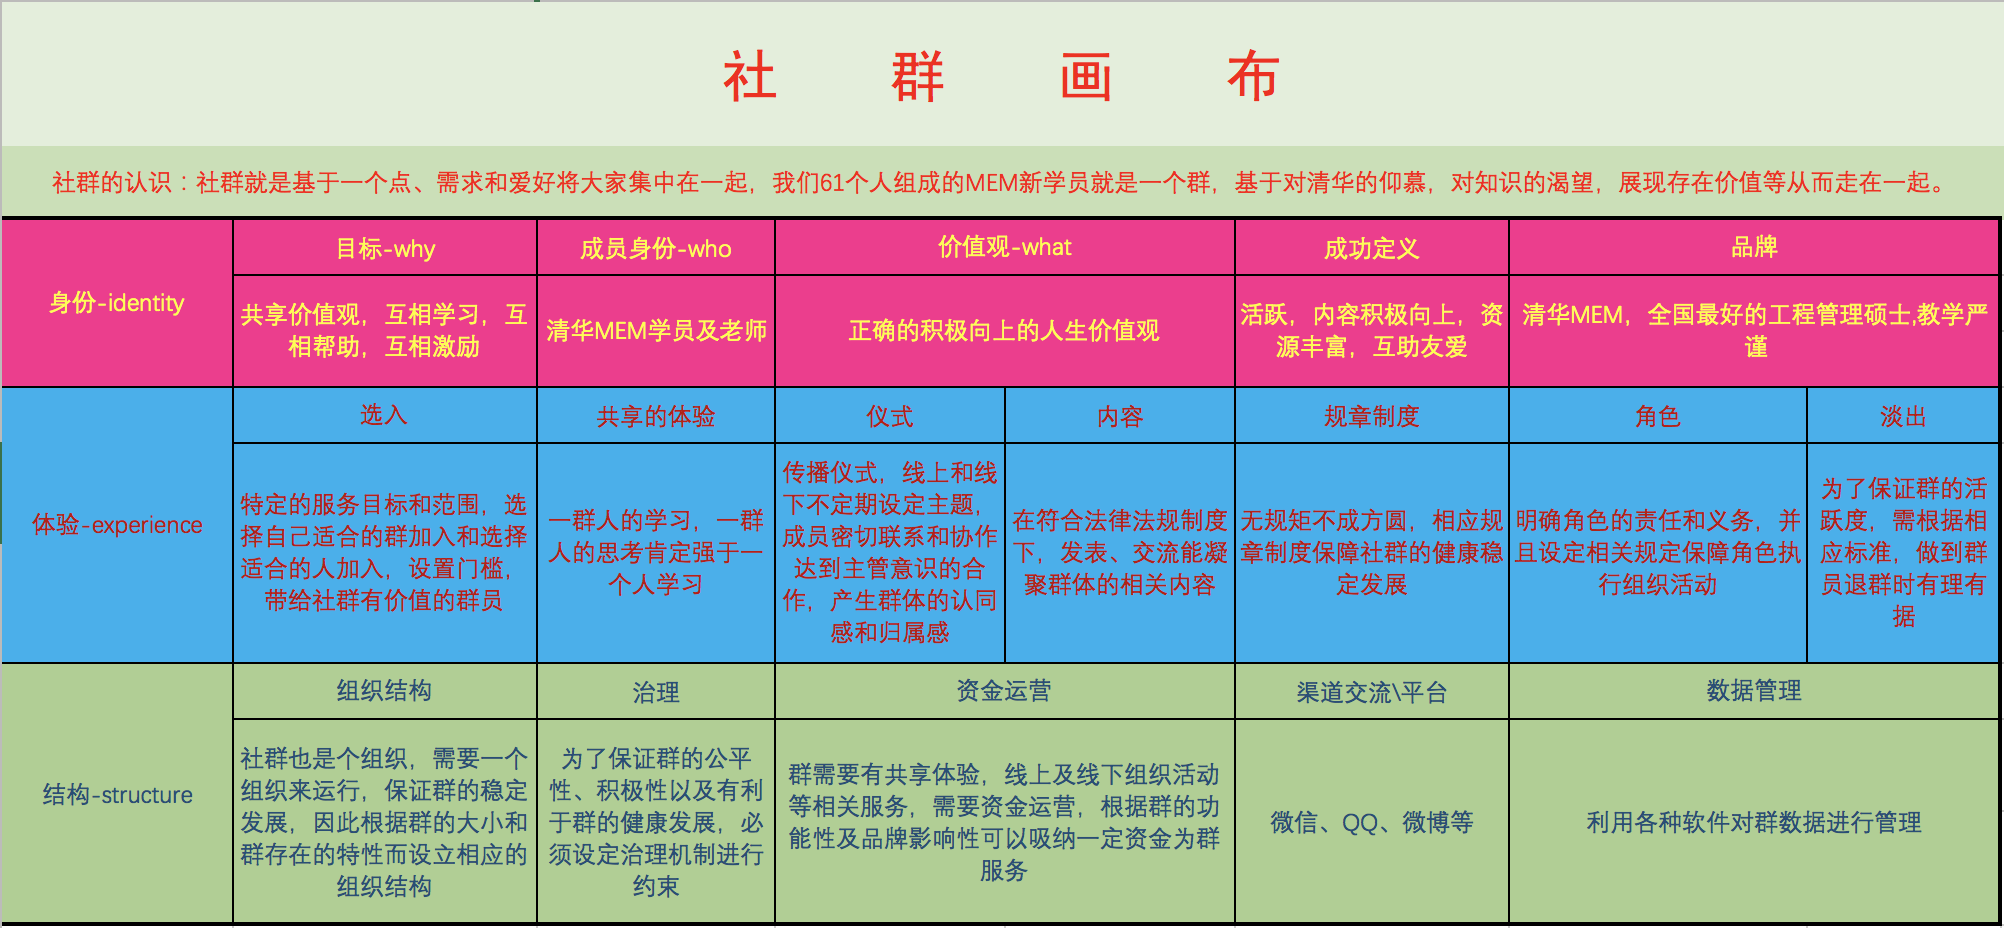 社群画布
社群的认识：社群就是基于一个点、需求和爱好将大家集中在一起，我们61个人组成的MEM新学员就是一个群，基于对清华的仰慕，对知识的渴望，展现存在价值等从而走在一起。
身份-identity
目标-why
成员身份-who
价值观-what
成功定义
品牌
共享价值观，互相学习，互
相帮助，互相激励
清华MEM学员及老师
正确的积极向上的人生价值观
活跃，内容积极向上，资
源丰富，互助友爱
清华MEM，全国最好的工程管理硕士,教学严
谨
体验-experience
选入
共享的体验
仪式
内容
规章制度
角色
淡出
特定的服务目标和范围，选
择自己适合的群加入和选择
适合的人加入，设置门槛，
带给社群有价值的群员
一群人的学习，一群
人的思考肯定强于一
个人学习
传播仪式，线上和线
下不定期设定主题，
成员密切联系和协作
达到主管意识的合
作，产生群体的认同
感和归属感
在符合法律法规制度
下，发表、交流能凝
聚群体的相关内容
无规矩不成方圆，相应规
章制度保障社群的健康稳
定发展
明确角色的责任和义务，并
且设定相关规定保障角色执
行组织活动
为了保证群的活
跃度，需根据相
应标准，做到群
员退群时有理有
据
结构-structure
组织结构
治理
资金运营
渠道交流\平台
数据管理
社群也是个组织，需要一个
组织来运行，保证群的稳定
发展，因此根据群的大小和
群存在的特性而设立相应的
组织结构
为了保证群的公平
性、积极性以及有利
于群的健康发展，必
须设定治理机制进行
约束
群需要有共享体验，线上及线下组织活动
等相关服务，需要资金运营，根据群的功
能性及品牌影响性可以吸纳一定资金为群
服务
微信、QQ、微博等
利用各种软件对群数据进行管理